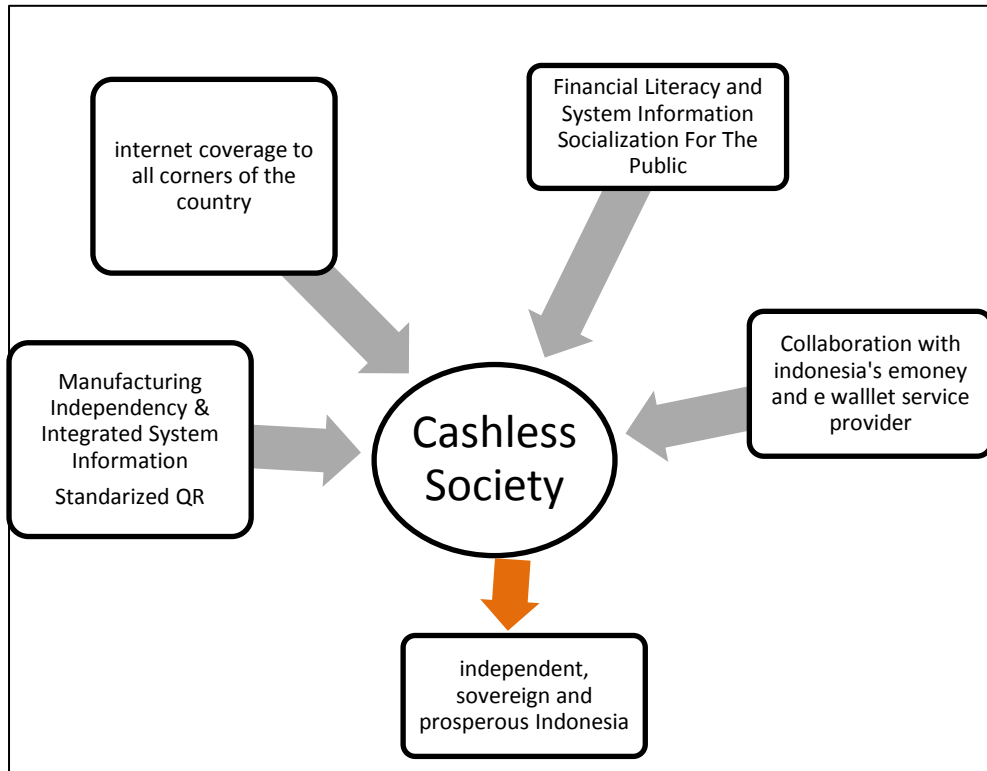 internet coverage to
all corners of the
country
Financial Literacy and
System Information
Socialization For The
Public
Manufacturing
Independency &
Integrated System
Information
Standarized QR
Collaboration with
indonesia's emoney
and e walllet service
provider
Cashless
Society
independent,
sovereign and
prosperous Indonesia